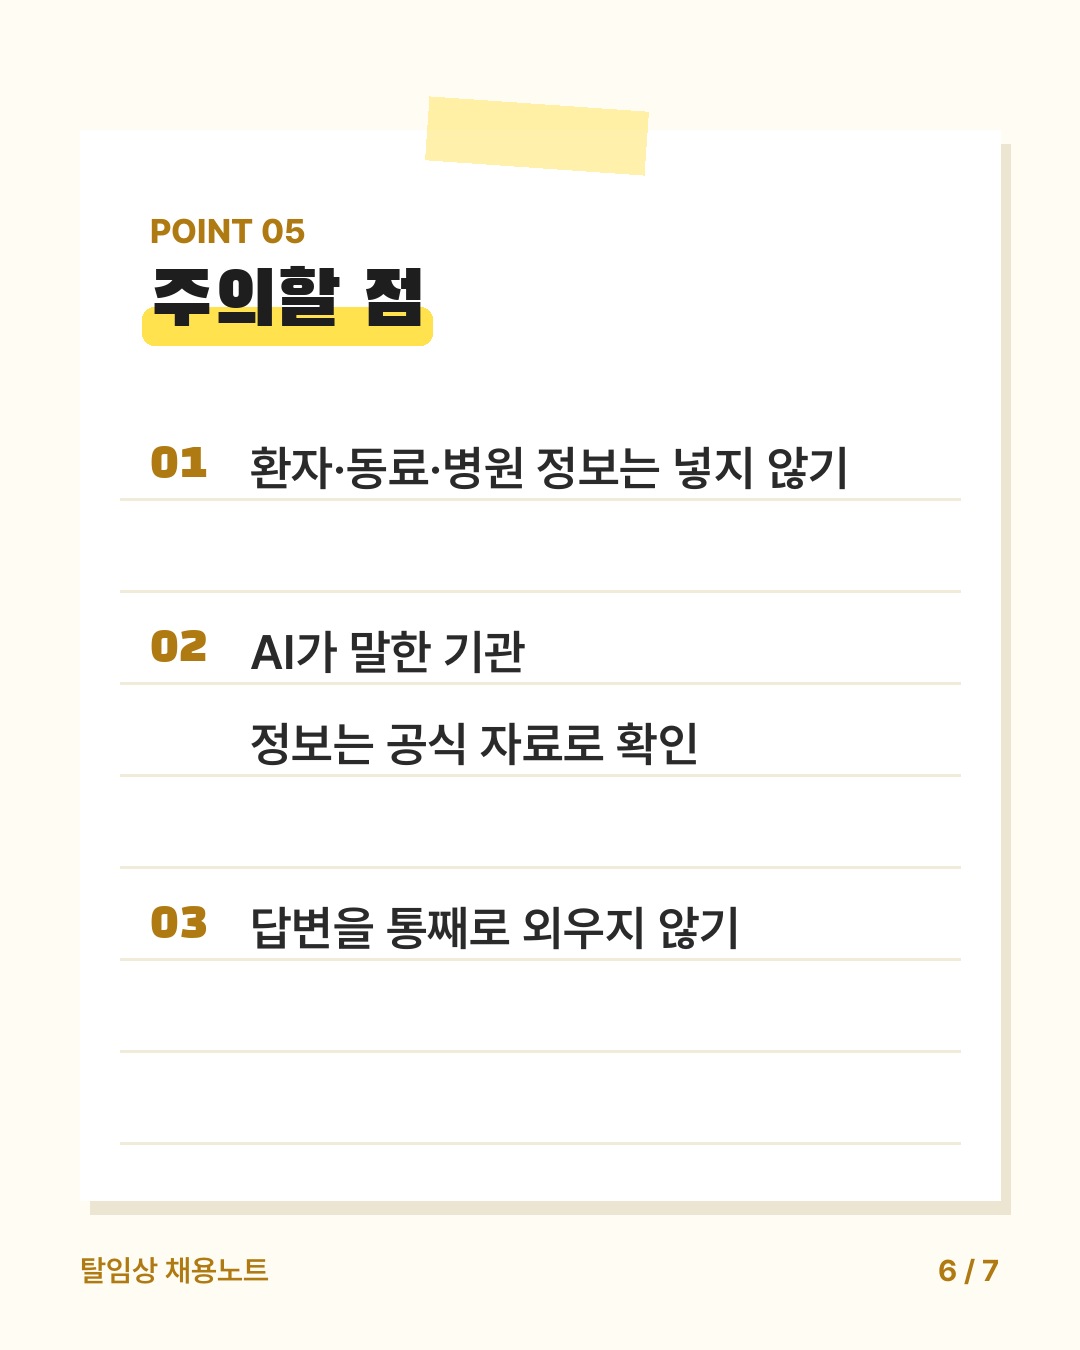 POINT 05
주의할 점
01 환자·동료·병원 정보는 넣지 않기
02 AI가 말한 기관
정보는 공식 자료로 확인
03 답변을 통째로 외우지 않기
탈임상 채용노트
6 / 7